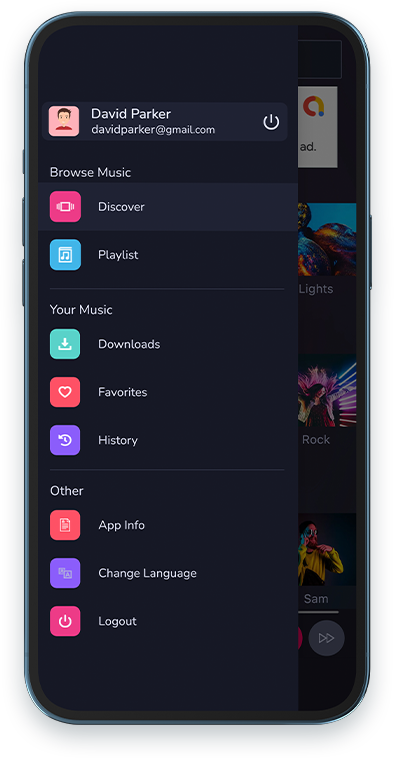 David Parker
davidparker@gmail.com
Browse Music
Discover
Playlist
Your Music
Downloads
Favorites
History
Other
App Info
Change Language
Logout
ad.
Lights
Rock
Sam